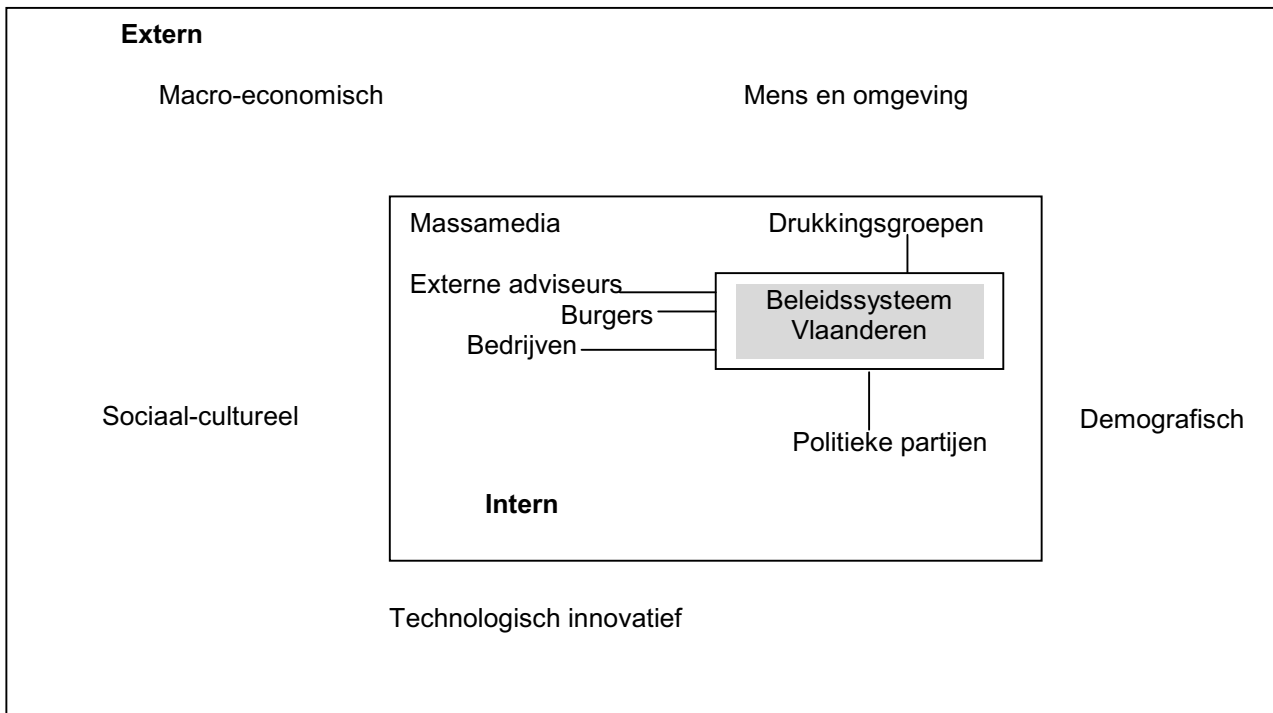 Extern
Macro-economisch
Mens en omgeving
Massamedia
Drukkingsgroepen
Externe adviseurs
Burgers
Bedrijven
Beleidssysteem
Vlaanderen
Sociaal-cultureel
Demografisch
Politieke partijen
Intern
Technologisch innovatief